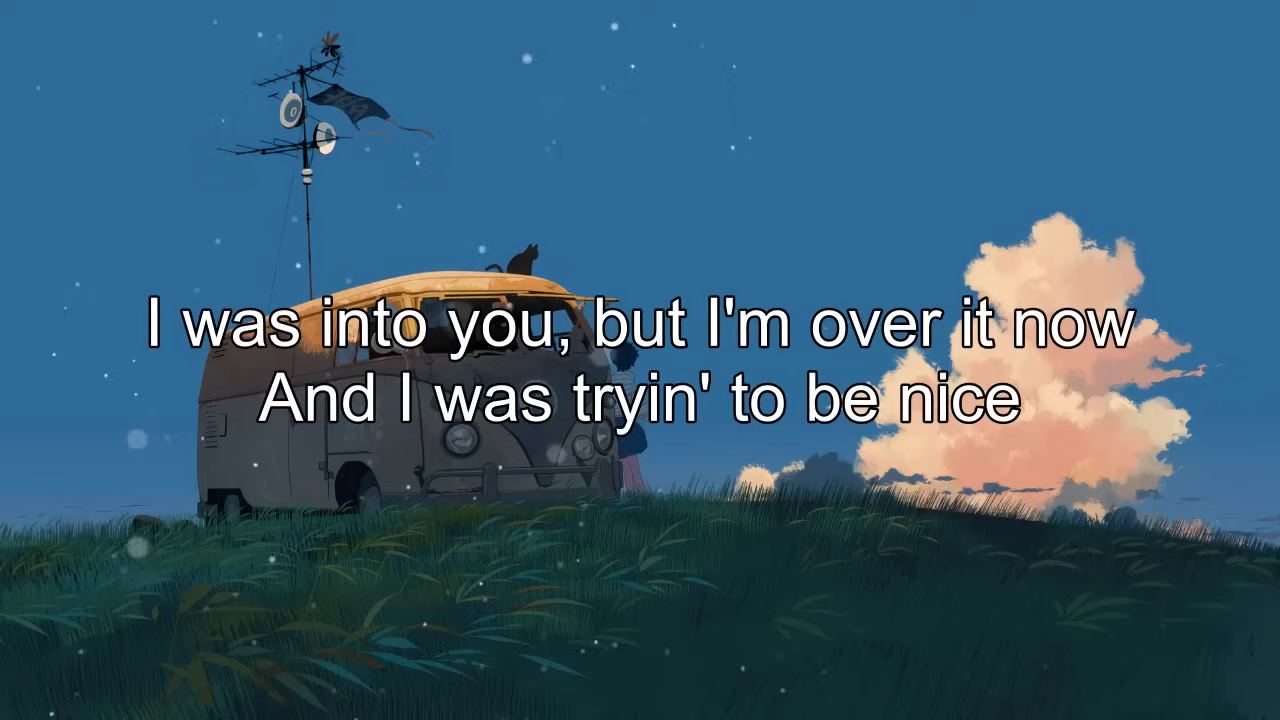 I was into you, but I'm over it now
And I was tryin' to be nice